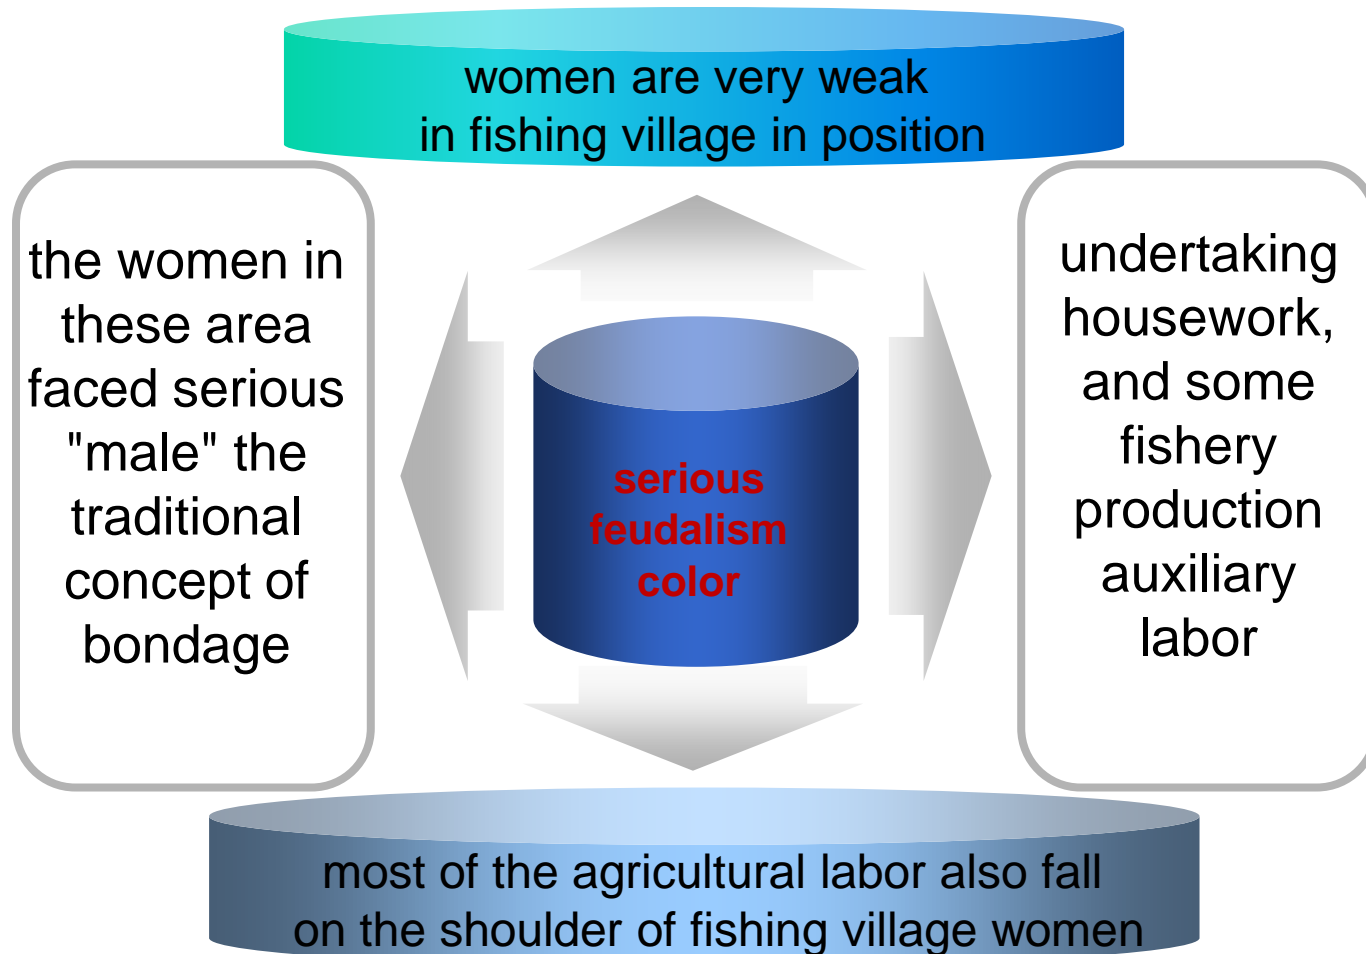 women are very weak
in fishing village in position
the women in
these area
faced serious
"male" the
traditional
concept of
bondage
serious
feudalism
color
undertaking
housework,
and some
fishery
production
auxiliary
labor
most of the agricultural labor also fall
on the shoulder of fishing village women